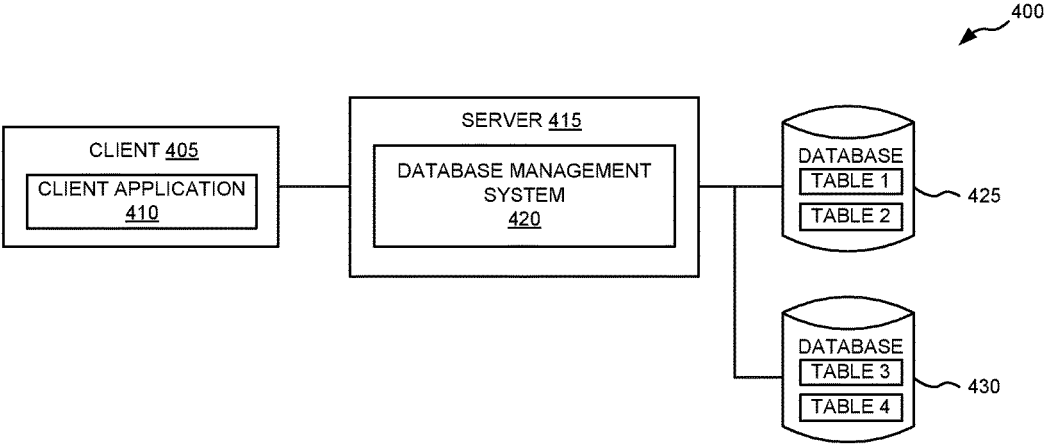 400
CLIENT 405
CLIENT APPLICATION
410
SERVER 415
DATABASE MANAGEMENT
SYSTEM
420
DATABASE
TABLE 1
TABLE 2
425
DATABASE
TABLE 3
TABLE 4
430